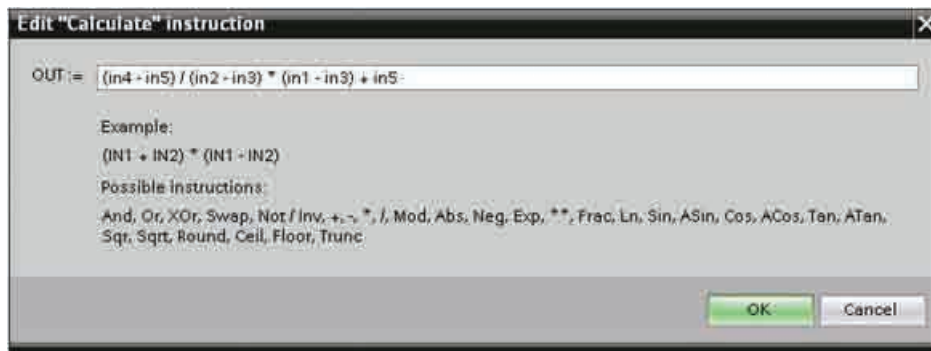 Edit "Calculate" instruction
OUT := (in4 - in5) / (in2 - in3) * (in1 - in3) + in5
Example:
(IN1 + IN2) * (IN1 - IN2)
Possible instructions:
And, Or, XOr, Swap, Not / Inv, +, -, *, /, Mod, Abs, Neg, Exp, **, Frac, Ln, Sin, ASin, Cos, ACos, Tan, ATan,
Sqr, Sqrt, Round, Ceil, Floor, Trunc
OK Cancel